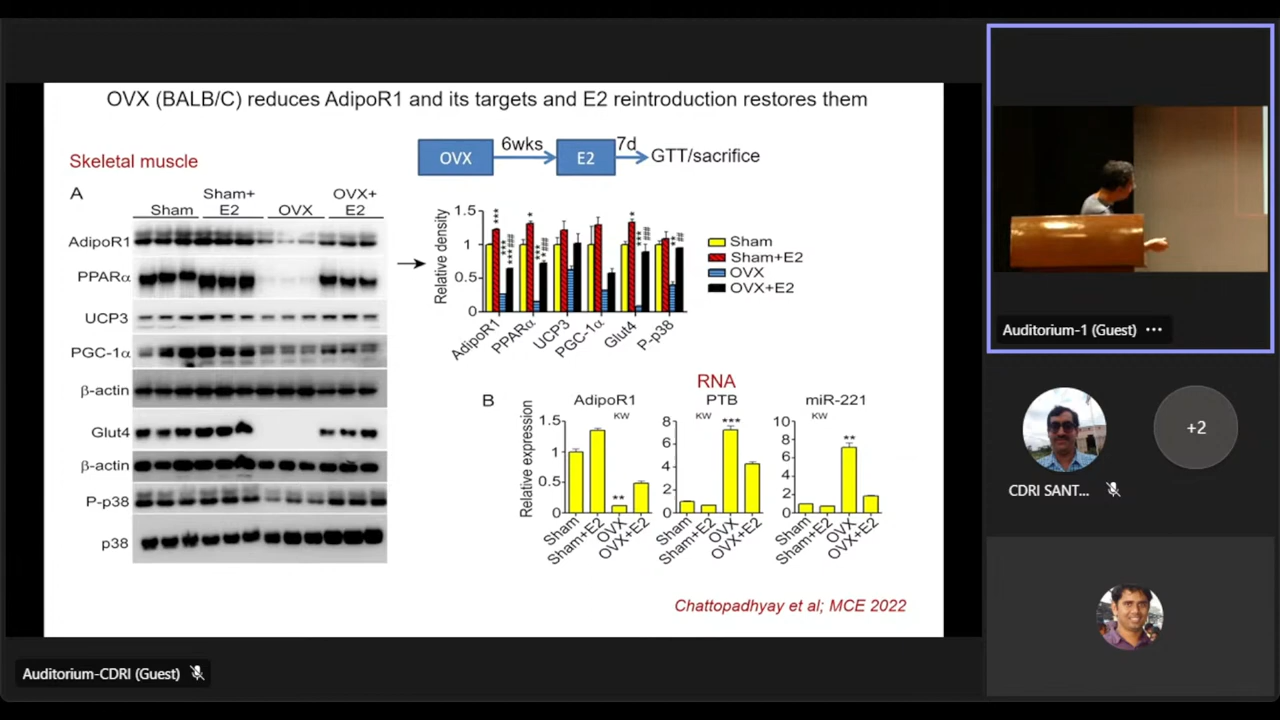 OVX (BALB/C) reduces AdipoR1 and its targets and E2 reintroduction restores them
Skeletal muscle
OVX
6wks
E2
7d
GTT/sacrifice
A
Sham
Sham+
E2
OVX
OVX+
E2
AdipoR1
PPARα
UCP3
PGC-1α
β-actin
Glut4
β-actin
P-p38
p38
Relative density
1.5
1
0.5
0
***
*
***
***
***
###
***
***
###
*
***
***
###
*
*
##
AdipoR1
PPARα
UCP3
PGC-1α
Glut4
P-p38
Sham
Sham+E2
OVX
OVX+E2
B
RNA
Relative expression
AdipoR1
KW
1.5
1
0.5
0
**
Sham
Sham+E2
OVX
OVX+E2
PTB
KW
8
6
4
2
0
***
Sham
Sham+E2
OVX
OVX+E2
miR-221
KW
10
8
6
4
2
0
**
Sham
Sham+E2
OVX
OVX+E2
Chattopadhyay et al; MCE 2022
Auditorium-CDRI (Guest)
Auditorium-1 (Guest)
+2
CDRI SANT...